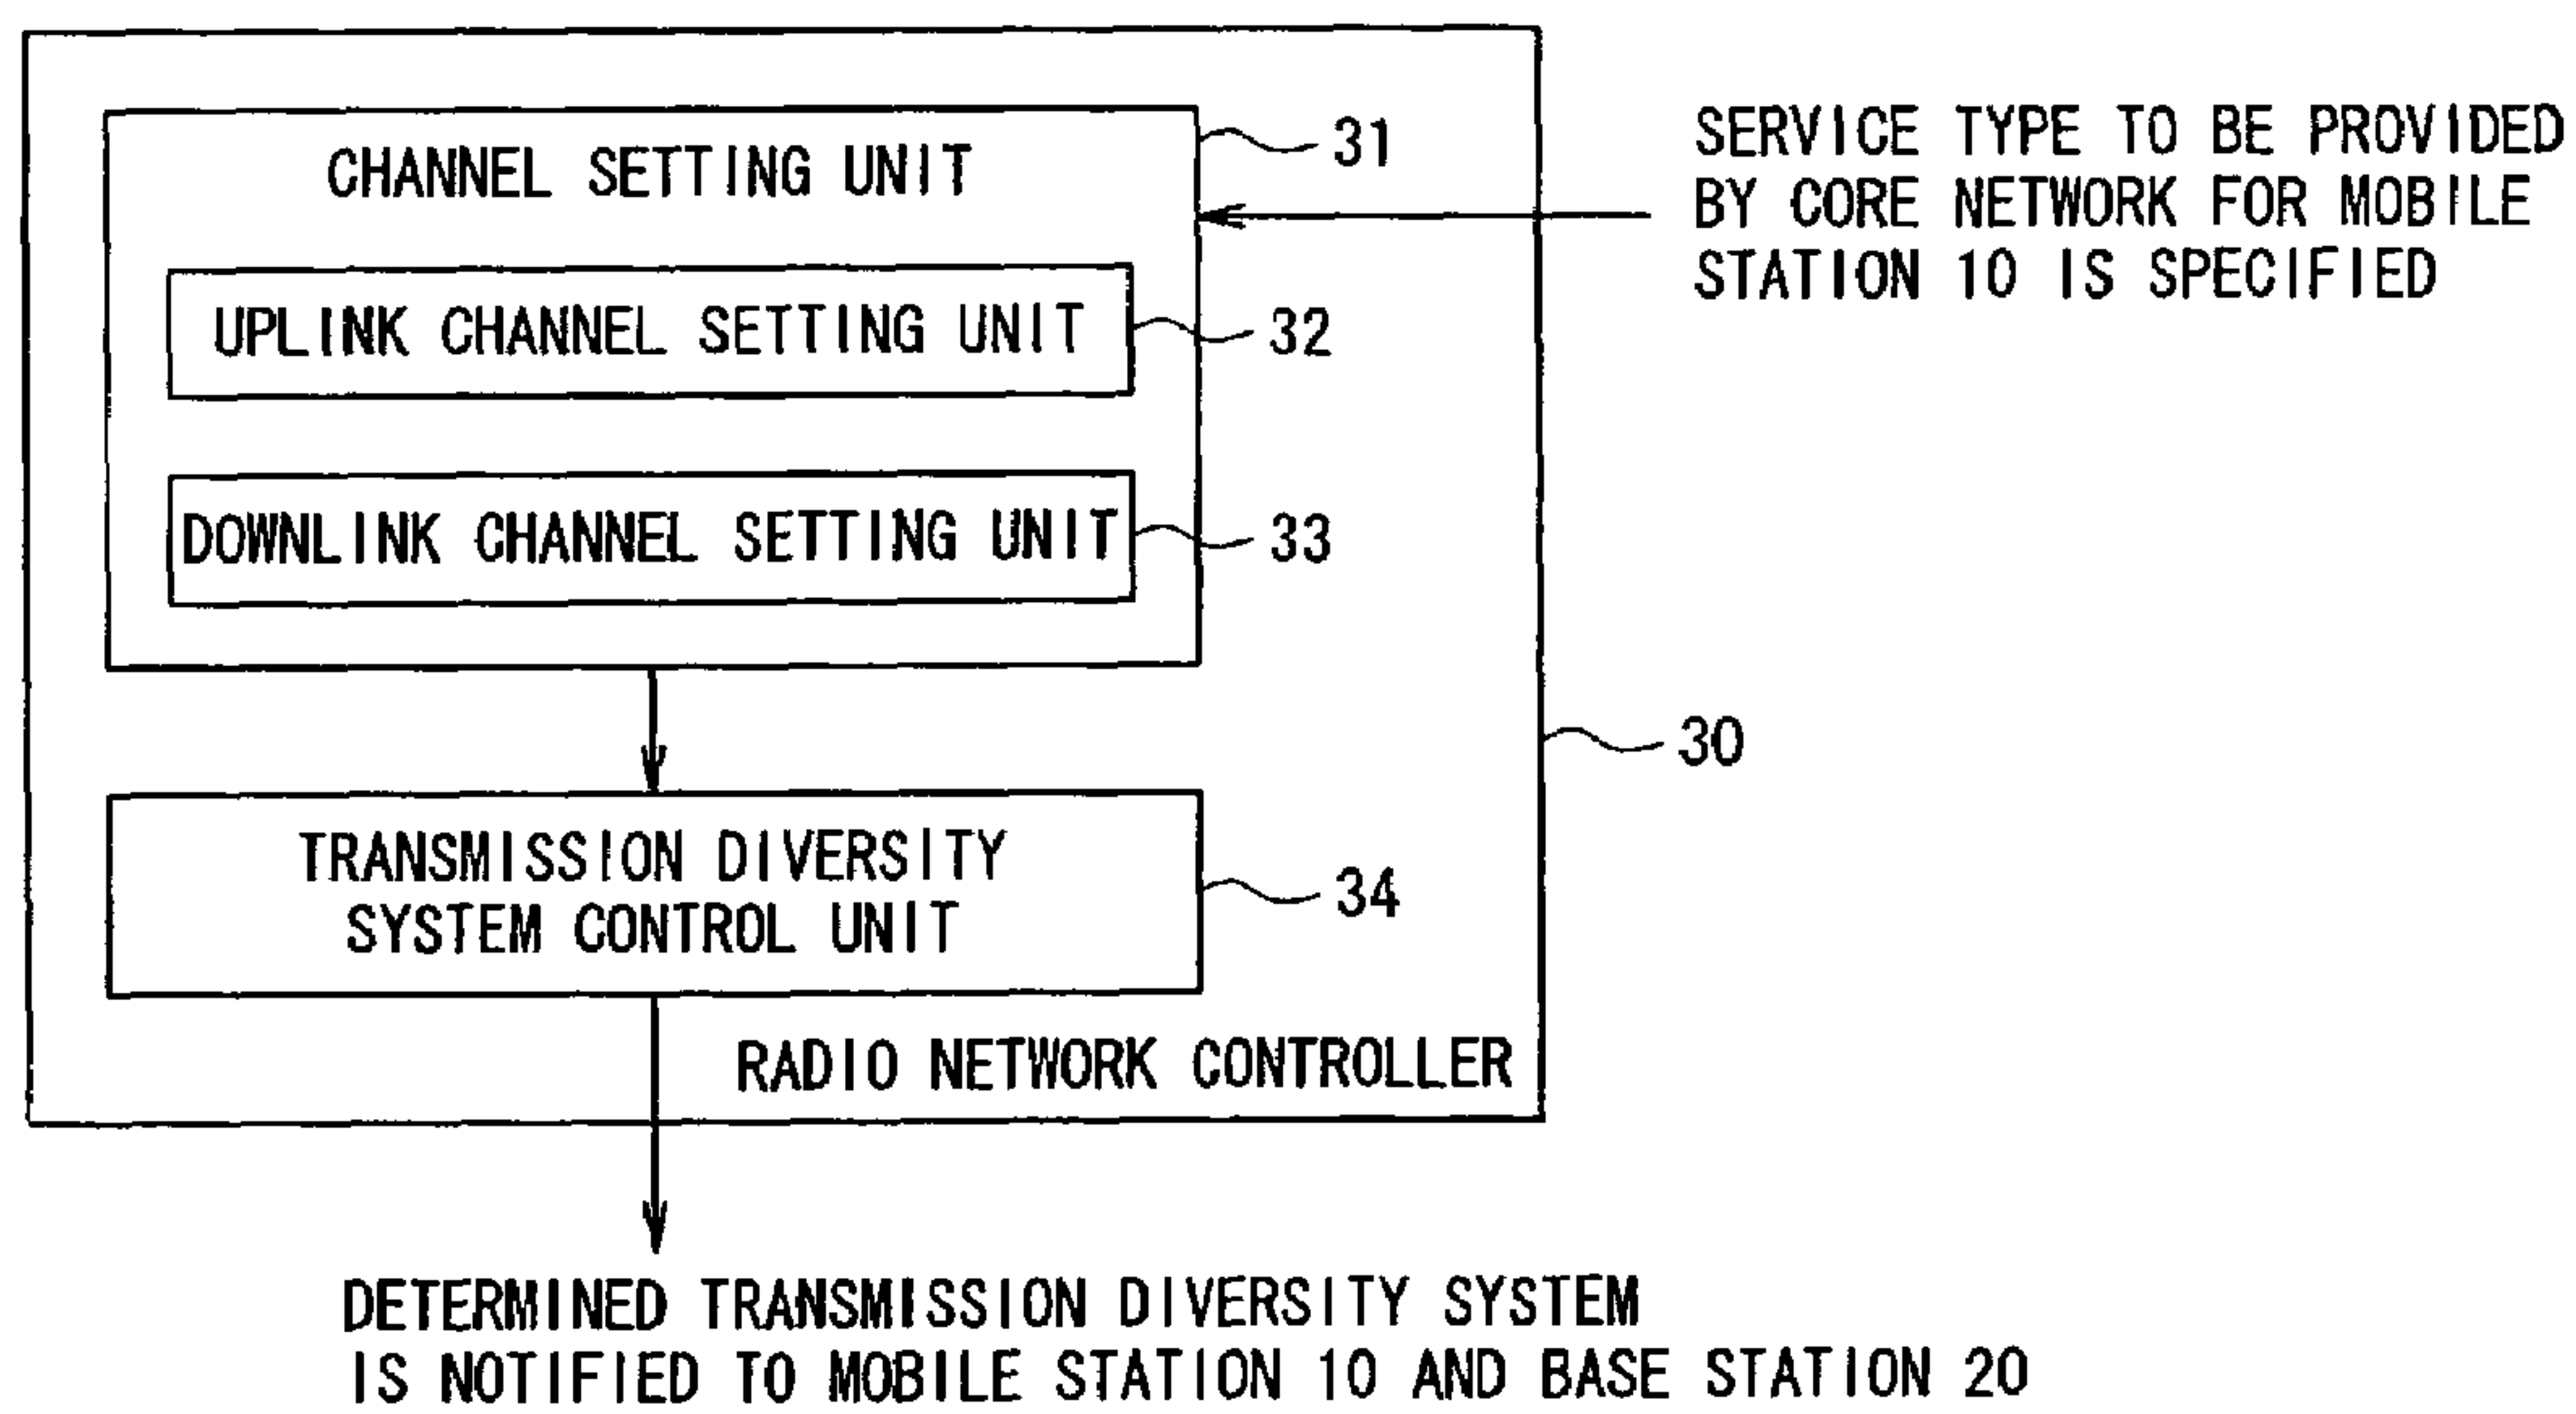 CHANNEL SETTING UNIT
31
SERVICE TYPE TO BE PROVIDED
BY CORE NETWORK FOR MOBILE
STATION 10 IS SPECIFIED
UPLINK CHANNEL SETTING UNIT
32
DOWNLINK CHANNEL SETTING UNIT
33
30
TRANSMISSION DIVERSITY
SYSTEM CONTROL UNIT
34
RADIO NETWORK CONTROLLER
DETERMINED TRANSMISSION DIVERSITY SYSTEM
IS NOTIFIED TO MOBILE STATION 10 AND BASE STATION 20